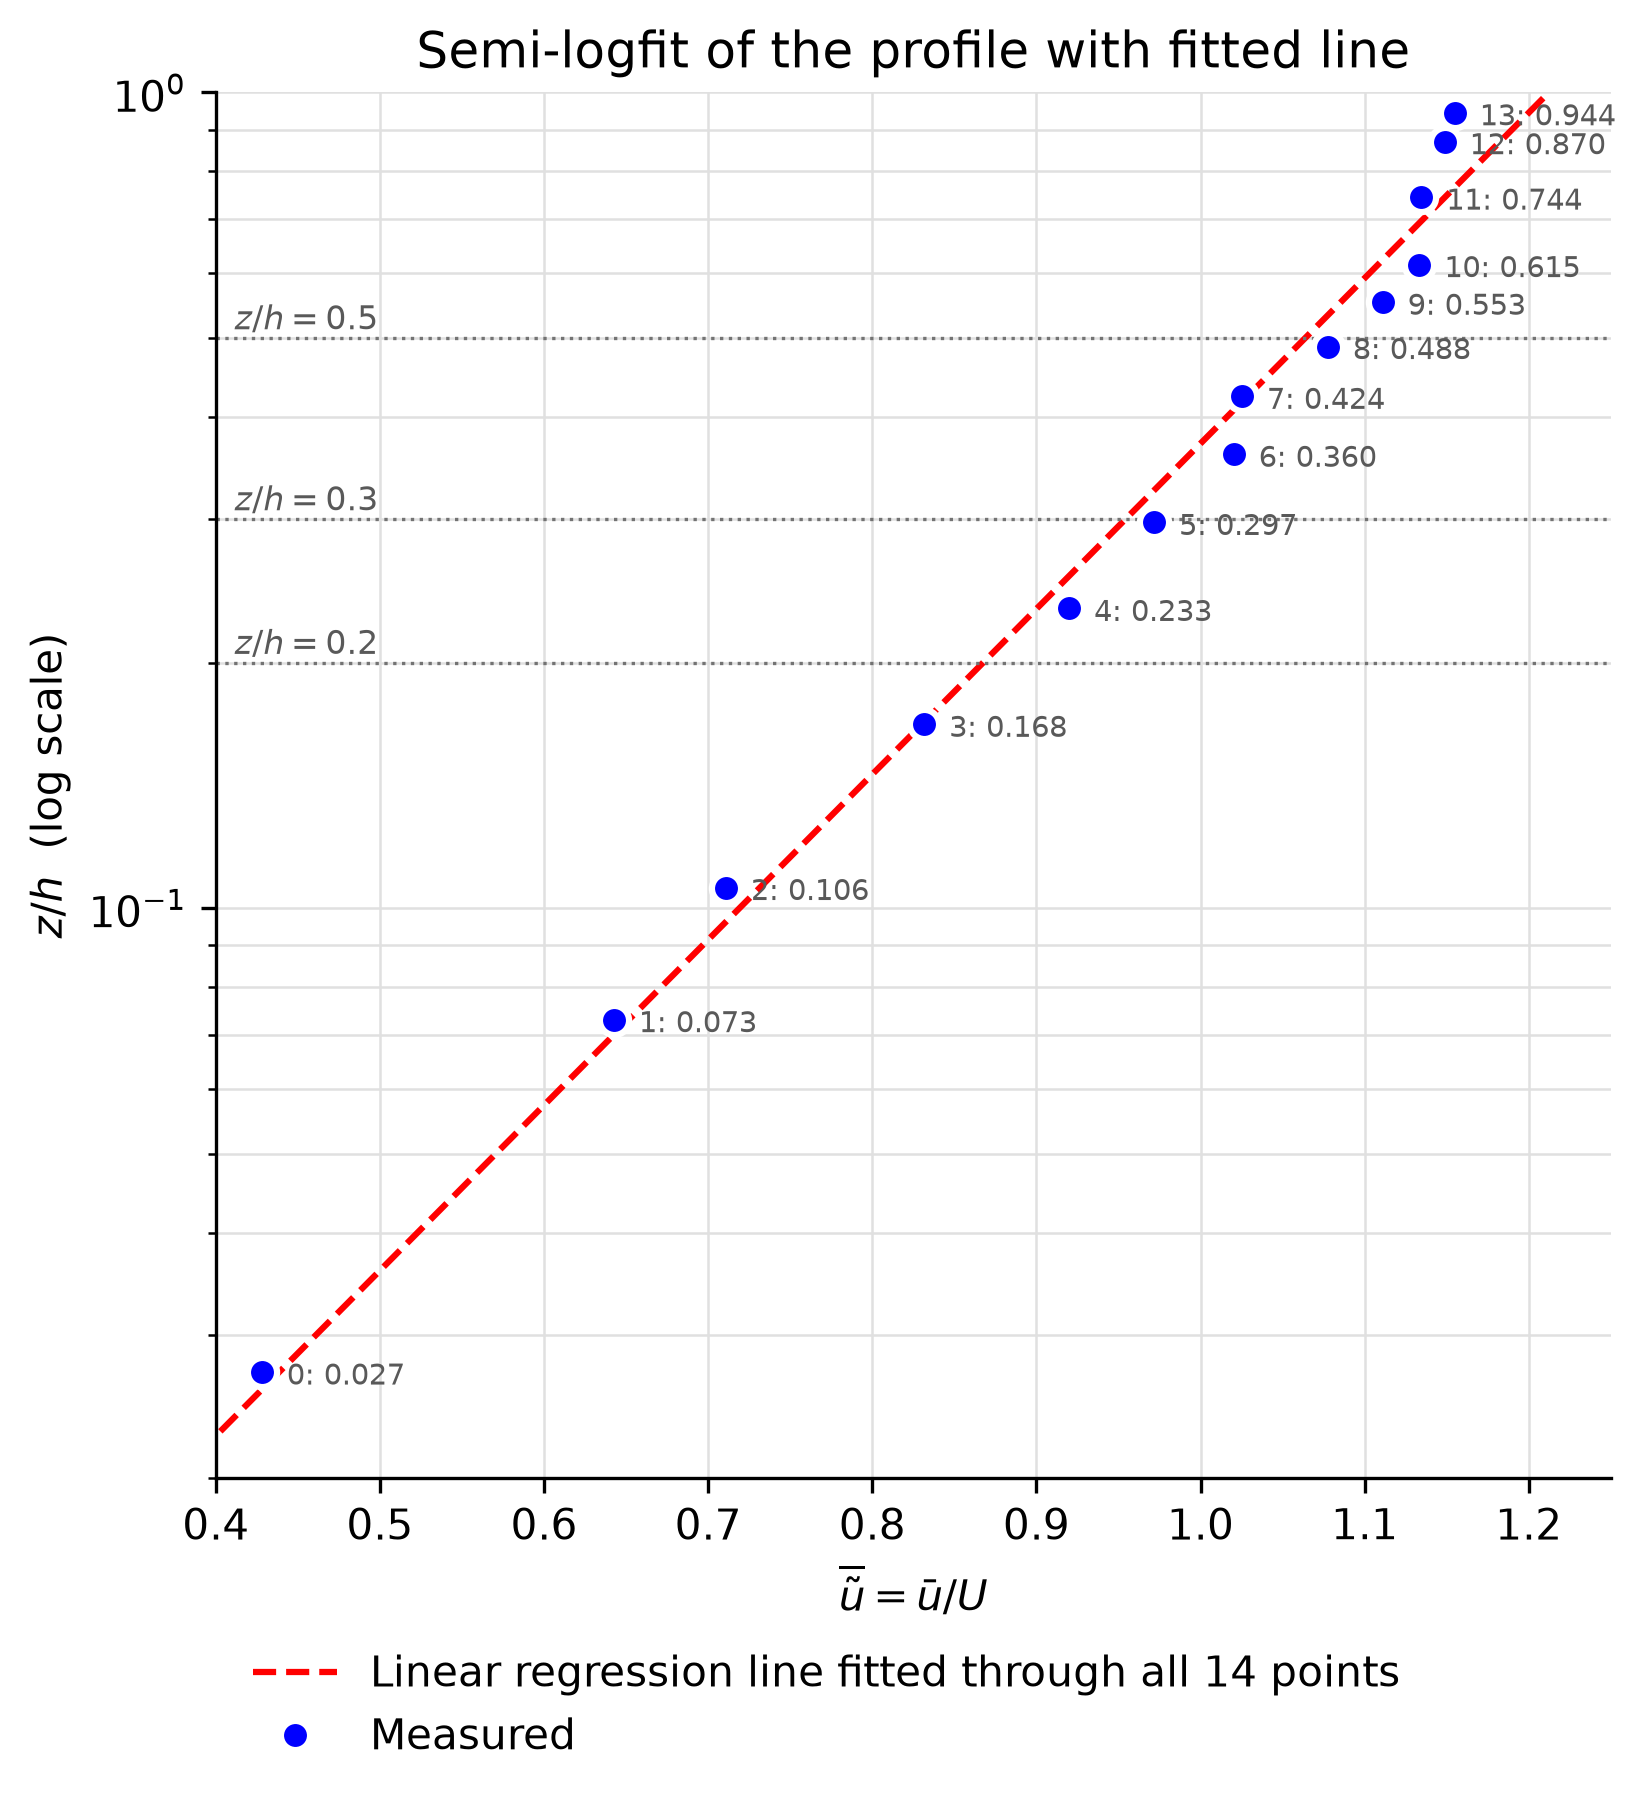 Semi-logfit of the profile with fitted line
10⁰
13: 0.944
12: 0.870
11: 0.744
10: 0.615
9: 0.553
z/h = 0.5
8: 0.488
7: 0.424
6: 0.360
z/h = 0.3
5: 0.297
4: 0.233
z/h = 0.2
3: 0.168
2: 0.106
10⁻¹
1: 0.073
0: 0.027
z/h (log scale)
0.4 0.5 0.6 0.7 0.8 0.9 1.0 1.1 1.2
ũ̅ = ū/U
Linear regression line fitted through all 14 points
Measured